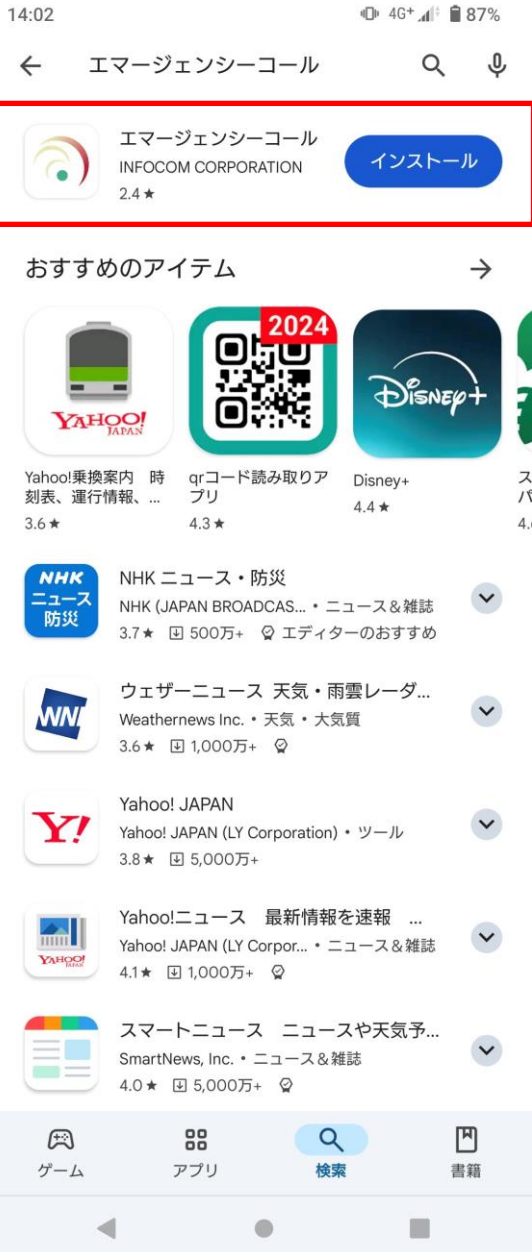 14:02
4G+ 87%
エマージェンシーコール
エマージェンシーコール
INFOCOM CORPORATION
インストール
2.4★
おすすめのアイテム
YAHOO!
JAPAN
2024
Disney+
Yahoo!乗換案内 時
刻表、運行情報、...
3.6★
qrコード読み取りア
プリ
4.3★
Disney+
4.4★
NHK
ニュース
防災
NHK ニュース・防災
NHK (JAPAN BROADCAS... • ニュース＆雑誌
3.7★ 500万+ エディターのおすすめ
WNI
ウェザーニュース 天気・雨雲レーダ...
Weathernews Inc. • 天気 • 大気質
3.6★ 1,000万+
Y!
Yahoo! JAPAN
Yahoo! JAPAN (LY Corporation) • ツール
3.8★ 5,000万+
YAHOO!
JAPAN
Yahoo!ニュース 最新情報を速報 ...
Yahoo! JAPAN (LY Corpor... • ニュース＆雑誌
4.1★ 1,000万+
スマートニュース ニュースや天気予...
SmartNews, Inc. • ニュース＆雑誌
4.0★ 5,000万+
ゲーム
アプリ
検索
書籍